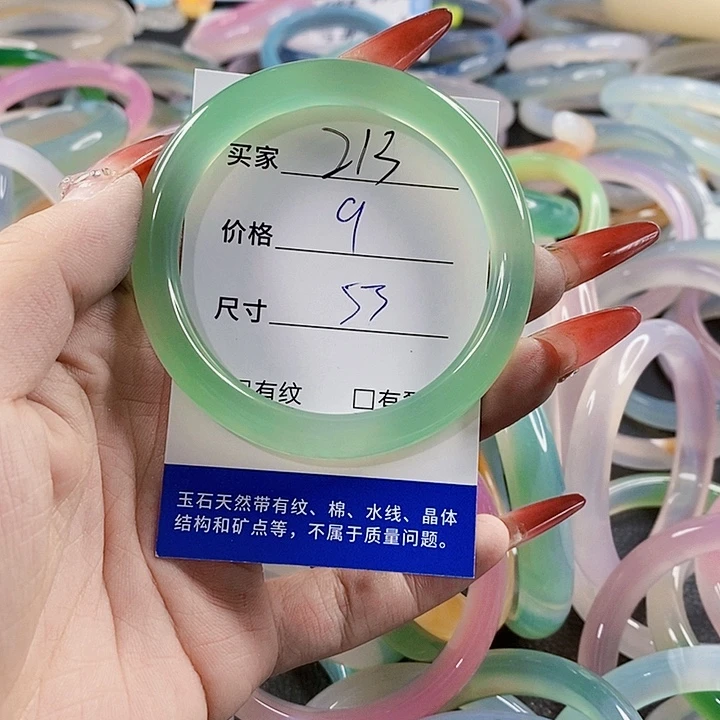 买家 213
价格 9
尺寸 53
有纹 □有
玉石天然带有纹、棉、水线、晶体
结构和矿点等，不属于质量问题。